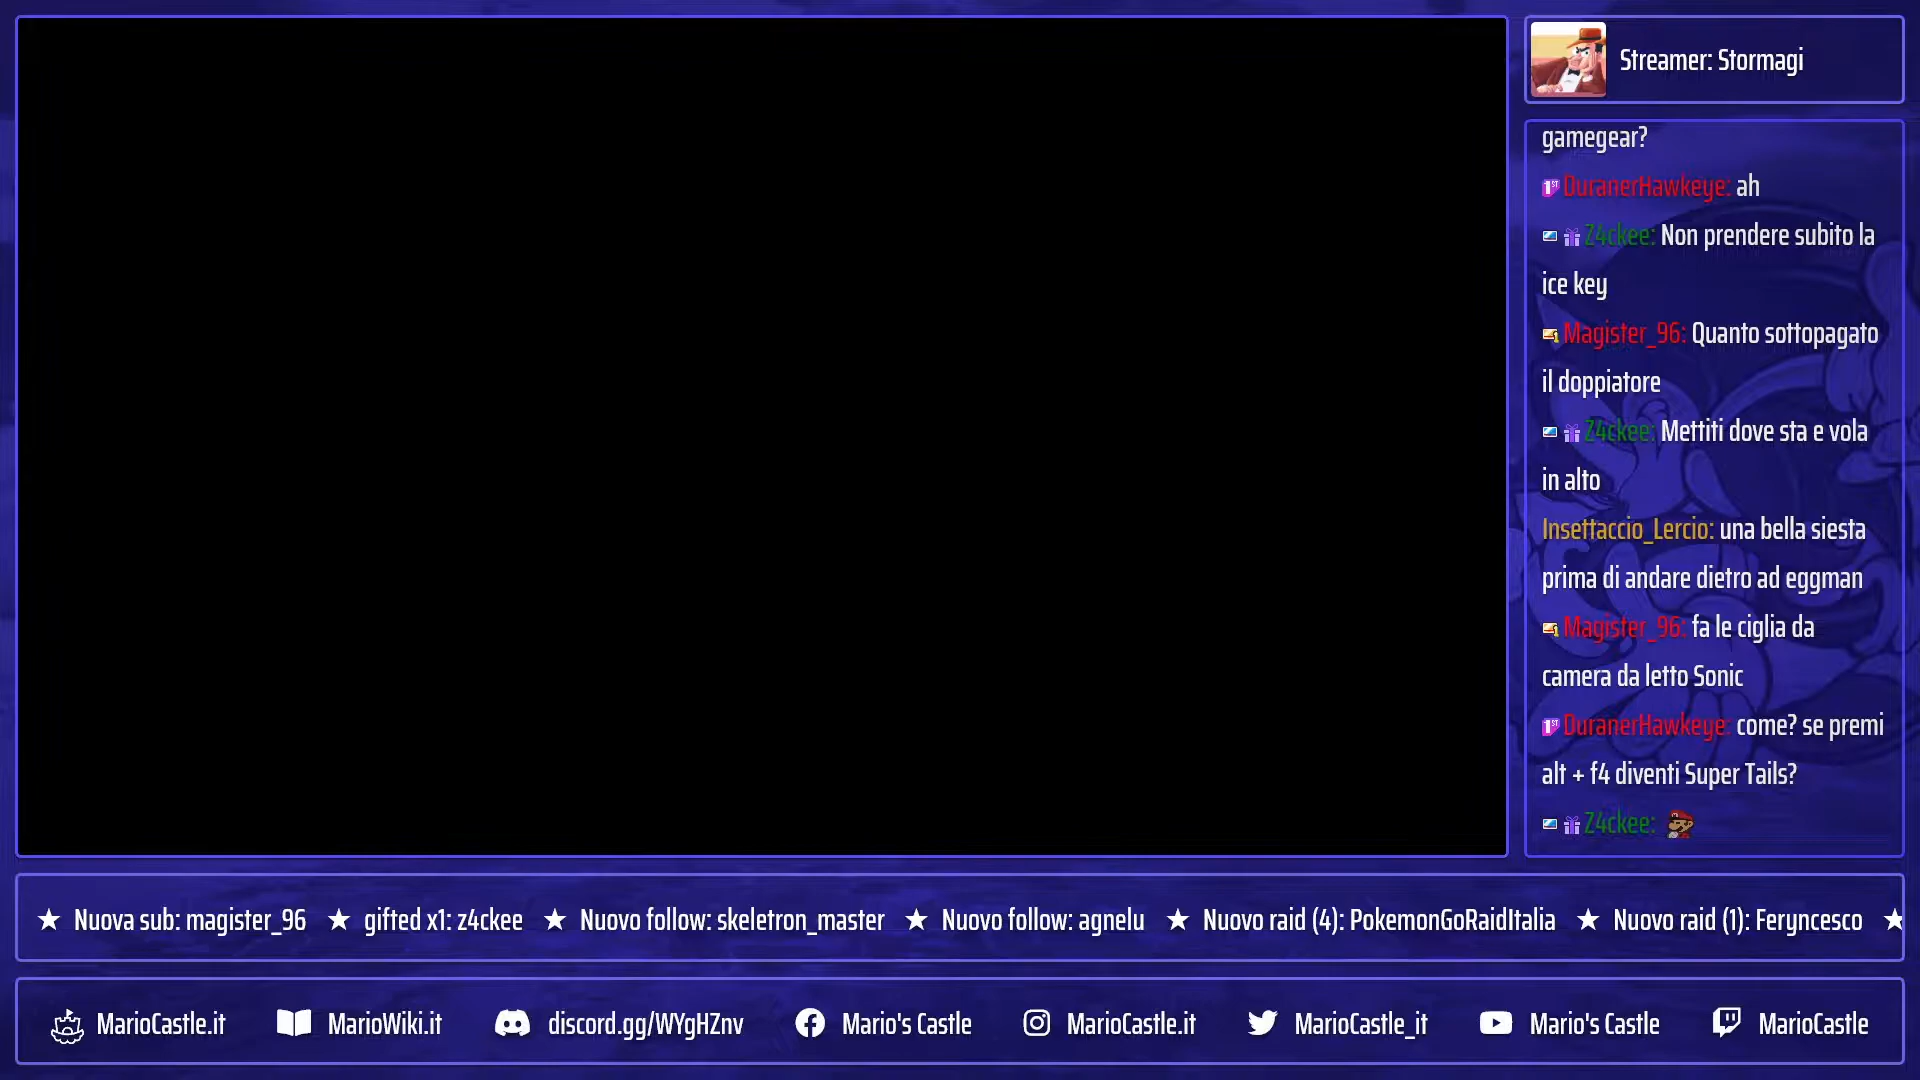 Streamer: Stormagi
gamegear?
DuranerHawkeye: ah
Z4ckee: Non prendere subito la
ice key
Magister_96: Quanto sottopagato
il doppiatore
Z4ckee: Mettiti dove sta e vola
in alto
Insettaccio_Lercio: una bella siesta
prima di andare dietro ad eggman
Magister_96: fa le ciglia da
camera da letto Sonic
DuranerHawkeye: come? se premi
alt + f4 diventi Super Tails?
Z4ckee:
★ Nuova sub: magister_96 ★ gifted x1: z4ckee ★ Nuovo follow: skeletron_master ★ Nuovo follow: agnelu ★ Nuovo raid (4): PokemonGoRaidItalia ★ Nuovo raid (1): Feryncesco ★
MarioCastle.it MarioWiki.it discord.gg/WYgHZnv Mario's Castle MarioCastle.it MarioCastle_it Mario's Castle MarioCastle